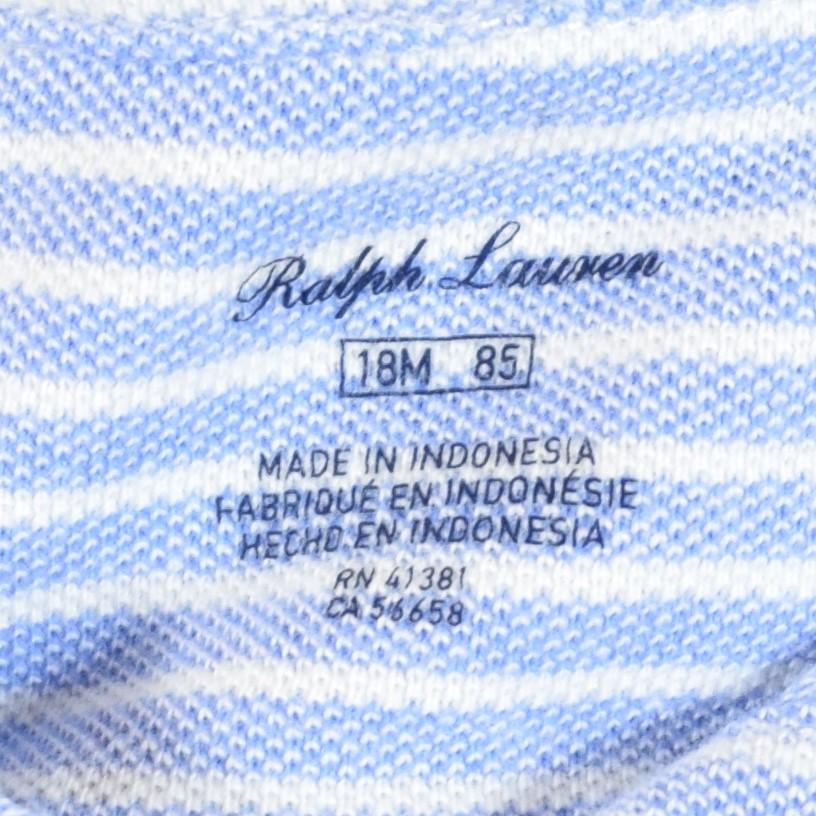 Ralph Lauren
18M 85
MADE IN INDONESIA
FABRIQUÉ EN INDONÉSIE
HECHO EN INDONESIA
RN 41381
CA 56658